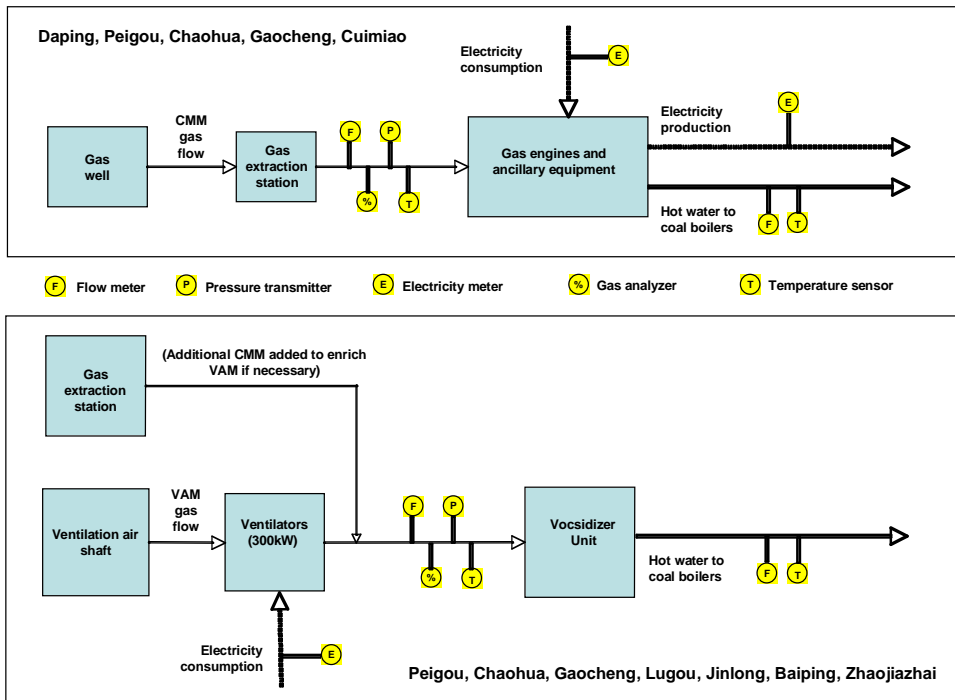 Daping, Peigou, Chaohua, Gaocheng, Cuimiao
Electricity
consumption
E
E
Electricity
production
CMM
gas
flow
F
P
Gas
well
Gas
extraction
station
Gas engines and
ancillary equipment
%
T
Hot water to
coal boilers
F
T
F Flow meter
P Pressure transmitter
E Electricity meter
% Gas analyzer
T Temperature sensor
Gas
extraction
station
(Additional CMM added to enrich
VAM if necessary)
VAM
gas
flow
F
P
Ventilation air
shaft
Ventilators
(300kW)
Vocsidizer
Unit
%
T
Hot water to
coal boilers
F
T
Electricity
consumption
E
Peigou, Chaohua, Gaocheng, Lugou, Jinlong, Baiping, Zhaojiazhai